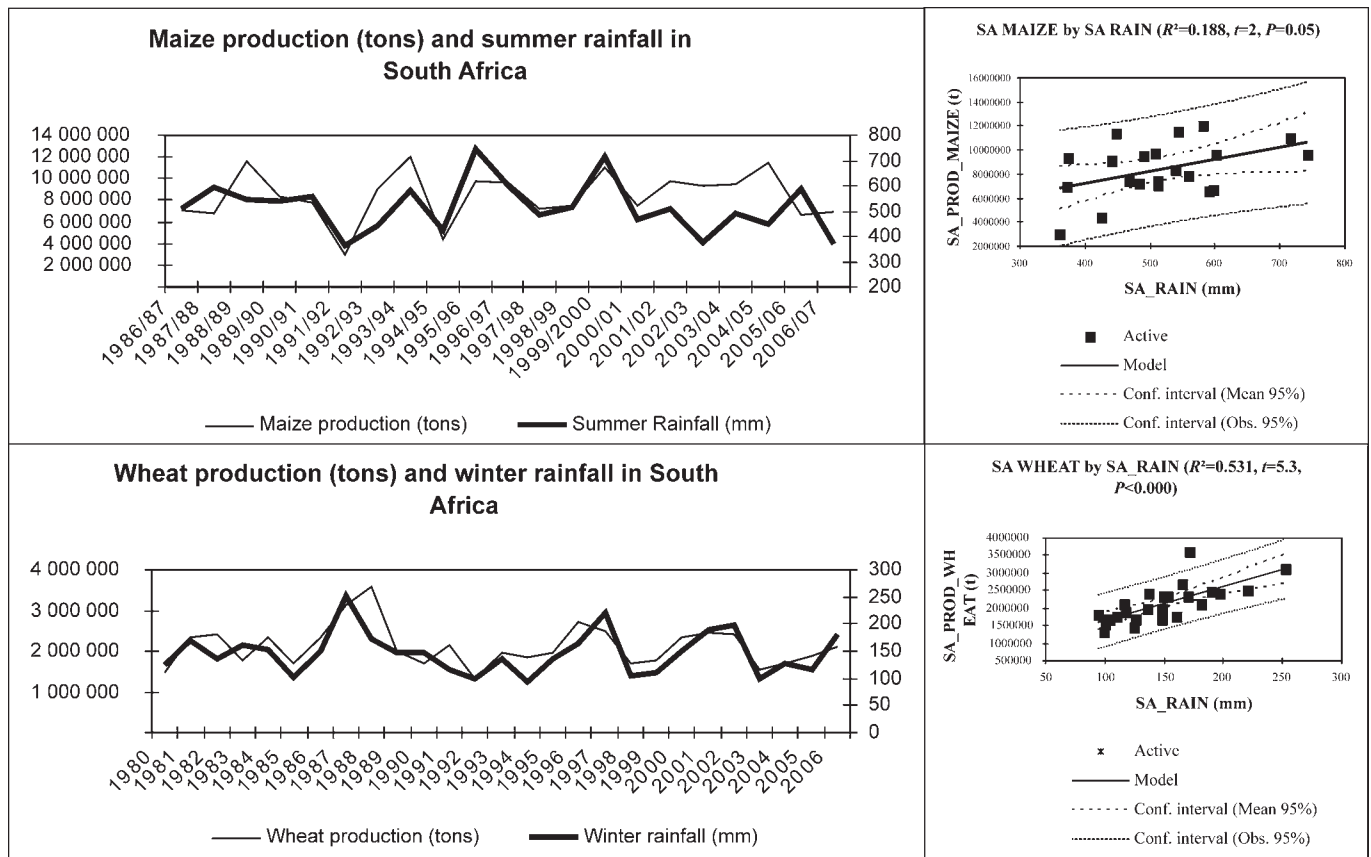 Maize production (tons) and summer rainfall in
South Africa
14 000 000
12 000 000
10 000 000
8 000 000
6 000 000
4 000 000
2 000 000
800
700
600
500
400
300
200
1986/87
1987/88
1988/89
1989/90
1990/91
1991/92
1992/93
1993/94
1994/95
1995/96
1996/97
1997/98
1998/99
1999/2000
2000/01
2001/02
2002/03
2003/04
2004/05
2005/06
2006/07
Maize production (tons)
Summer Rainfall (mm)
SA MAIZE by SA RAIN (R²=0.188, t=2, P=0.05)
SA_PROD_MAIZE (t)
16000000
14000000
12000000
10000000
8000000
6000000
4000000
2000000
300
400
500
600
700
800
SA_RAIN (mm)
Active
Model
Conf. interval (Mean 95%)
Conf. interval (Obs. 95%)
Wheat production (tons) and winter rainfall in South
Africa
4 000 000
3 000 000
2 000 000
1 000 000
300
250
200
150
100
50
0
1980
1981
1982
1983
1984
1985
1986
1987
1988
1989
1990
1991
1992
1993
1994
1995
1996
1997
1998
1999
2000
2001
2002
2003
2004
2005
2006
Wheat production (tons)
Winter rainfall (mm)
SA WHEAT by SA_RAIN (R²=0.531, t=5.3,
P<0.000)
SA_PROD_WH
EAT (t)
4000000
3500000
3000000
2500000
2000000
1500000
1000000
500000
50
100
150
200
250
300
SA_RAIN (mm)
Active
Model
Conf. interval (Mean 95%)
Conf. interval (Obs. 95%)